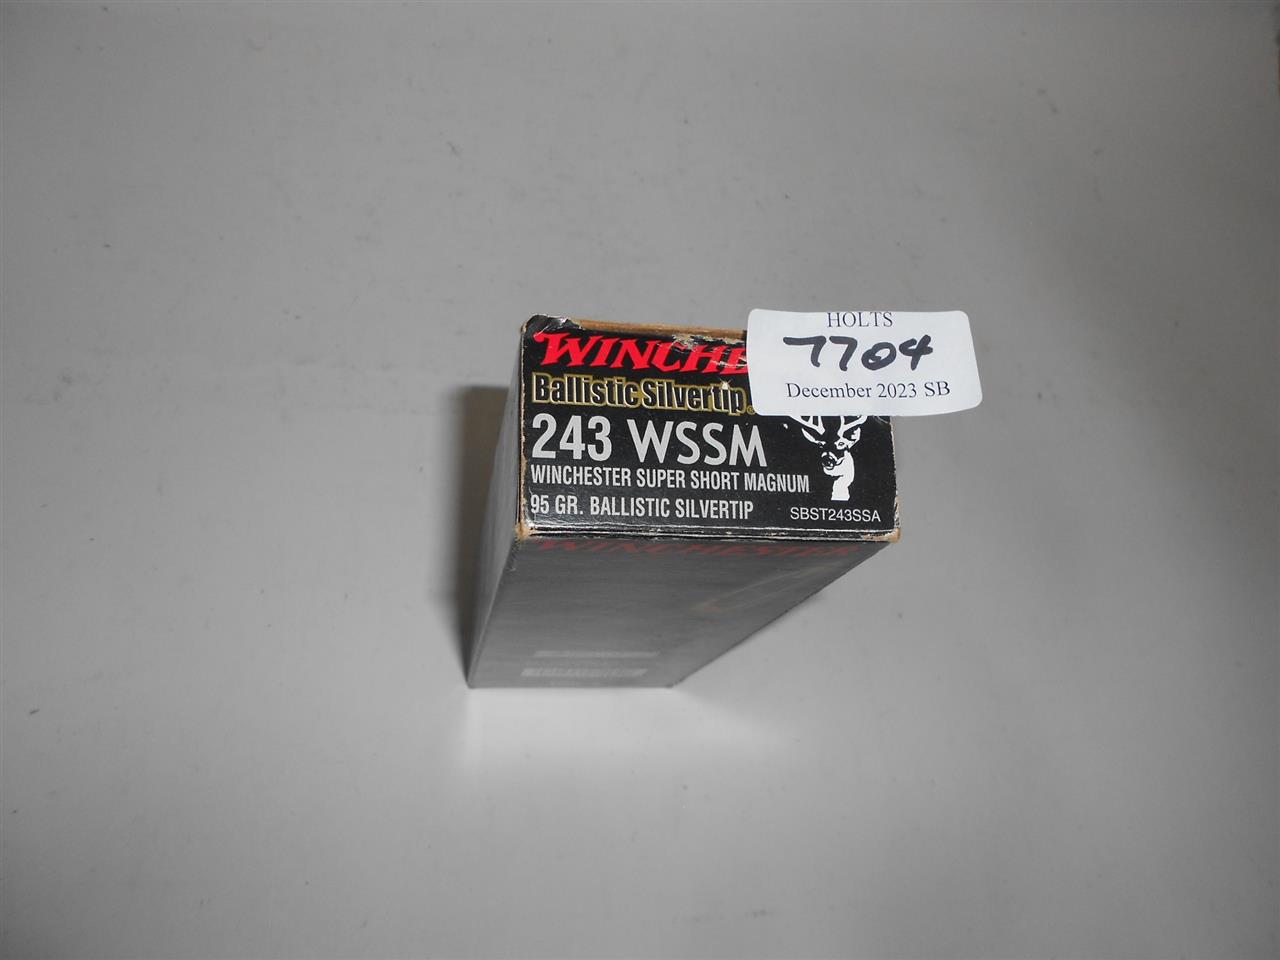 HOLTS
7704
December 2023 SB
WINCHE
Ballistic Silvertip®
243 WSSM
WINCHESTER SUPER SHORT MAGNUM
95 GR. BALLISTIC SILVERTIP
SBST243SSA
WINCHESTER